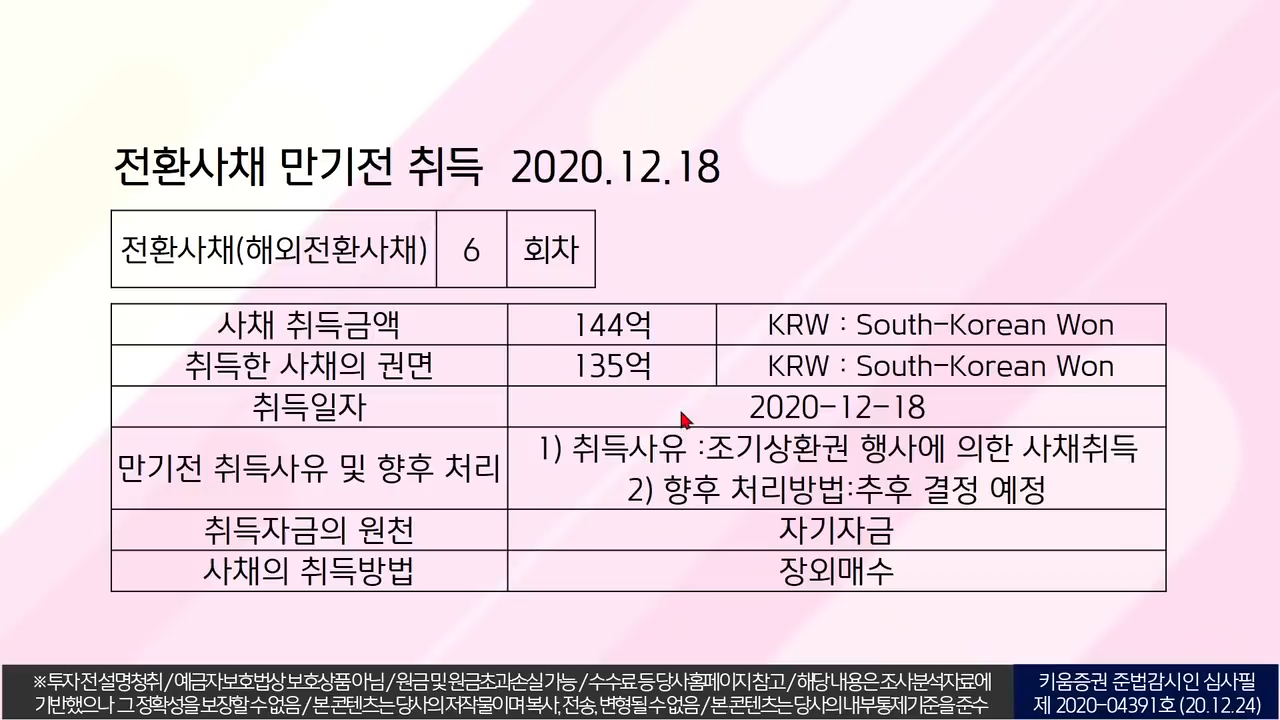 전환사채 만기전 취득 2020.12.18
전환사채(해외전환사채) 6 회차
사채 취득금액 144억 KRW : South-Korean Won
취득한 사채의 권면 135억 KRW : South-Korean Won
취득일자 2020-12-18
만기전 취득사유 및 향후 처리
1) 취득사유 :조기상환권 행사에 의한 사채취득
2) 향후 처리방법:추후 결정 예정
취득자금의 원천 자기자금
사채의 취득방법 장외매수
※투자 전 설명청취 / 예금자보호법상 보호상품 아님 / 원금 및 원금초과손실 가능 / 수수료 등 당사홈페이지 참고 / 해당 내용은 조사분석자료에
기반했으나 그 정확성을 보장할 수 없음 / 본 콘텐츠는 당사의 저작물이며 복사, 전송, 변형될 수 없음 / 본 콘텐츠는 당사의 내부통제기준을 준수
키움증권 준법감시인 심사필
제 2020-04391호 (20.12.24)